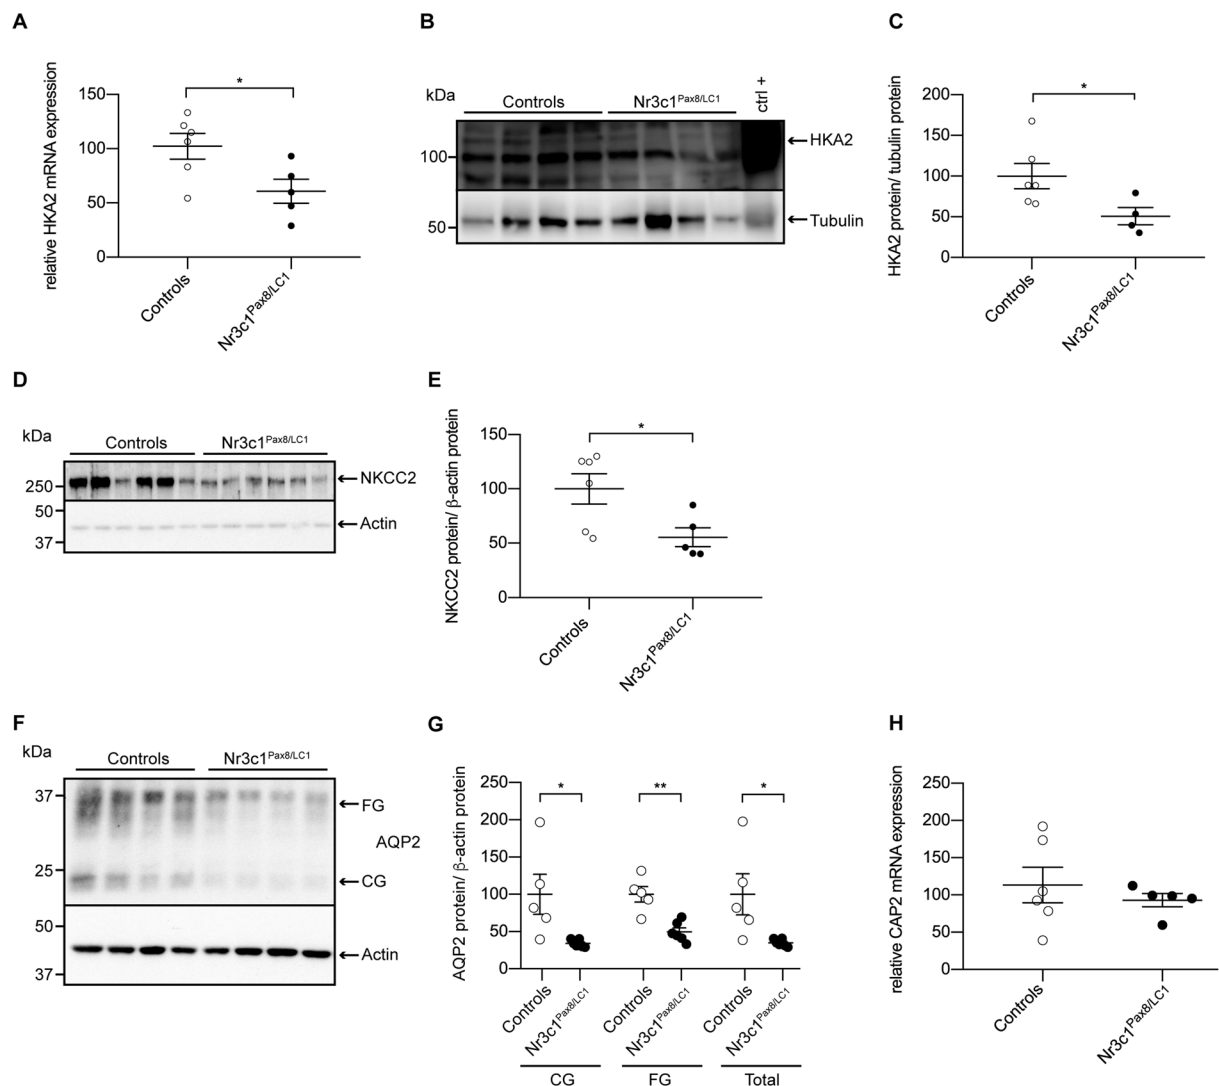 A
relative HKA2 mRNA expression
150
100
50
0
*
Controls
Nr3c1Pax8/LC1
B
kDa
Controls
Nr3c1Pax8/LC1
ctrl +
100
HKA2
50
Tubulin
C
HKA2 protein/ tubulin protein
200
150
100
50
0
*
Controls
Nr3c1Pax8/LC1
D
kDa
Controls
Nr3c1Pax8/LC1
250
NKCC2
50
37
Actin
E
NKCC2 protein/ β-actin protein
150
100
50
0
*
Controls
Nr3c1Pax8/LC1
F
kDa
Controls
Nr3c1Pax8/LC1
37
FG
AQP2
25
CG
50
Actin
37
G
AQP2 protein/ β-actin protein
250
200
150
100
50
0
*
**
*
Controls
Nr3c1Pax8/LC1
Controls
Nr3c1Pax8/LC1
Controls
Nr3c1Pax8/LC1
CG
FG
Total
H
relative CAP2 mRNA expression
250
200
150
100
50
0
Controls
Nr3c1Pax8/LC1